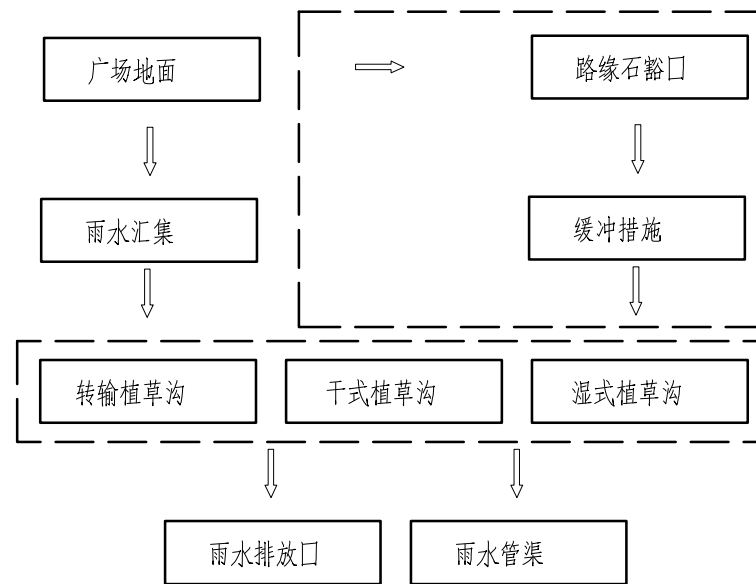 广场地面
路缘石豁口
雨水汇集
缓冲措施
转输植草沟
干式植草沟
湿式植草沟
雨水排放口
雨水管渠